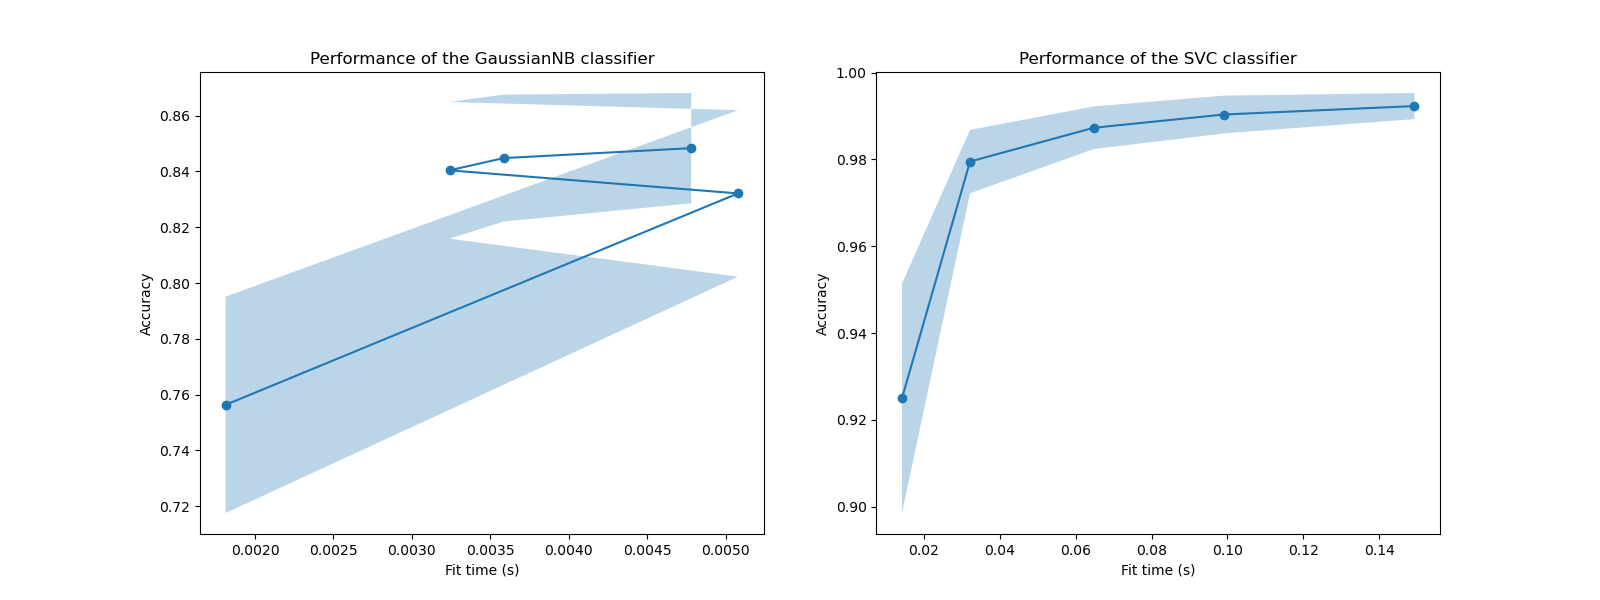 Performance of the GaussianNB classifier
Accuracy
0.86
0.84
0.82
0.80
0.78
0.76
0.74
0.72
0.0020 0.0025 0.0030 0.0035 0.0040 0.0045 0.0050
Fit time (s)
Performance of the SVC classifier
Accuracy
1.00
0.98
0.96
0.94
0.92
0.90
0.02 0.04 0.06 0.08 0.10 0.12 0.14
Fit time (s)